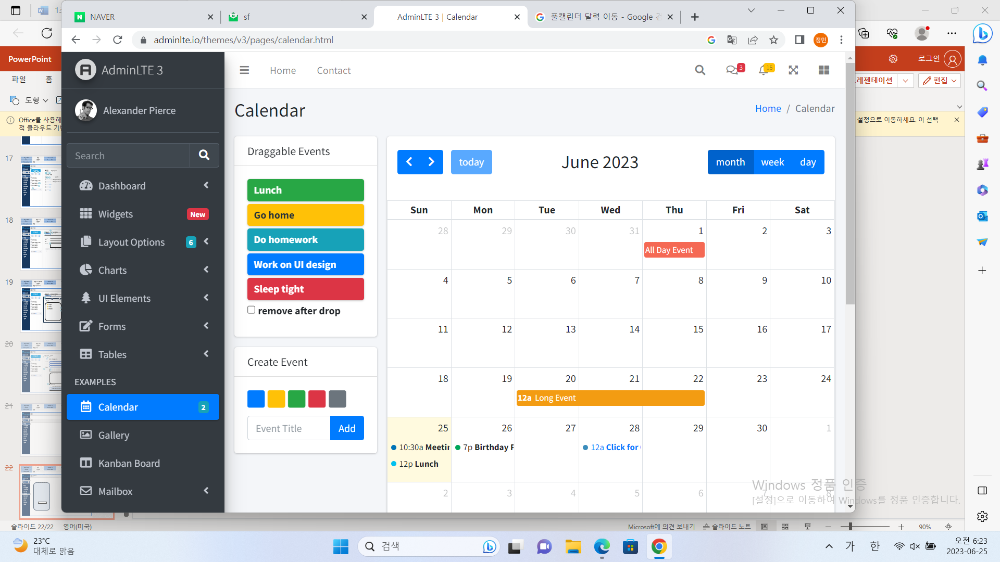 NAVER
sf
AdminLTE 3 | Calendar
풀캘린더 달력 이동 - Google
adminlte.io/themes/v3/pages/calendar.html
정민
PowerPoint
로그인
파일
홈
레젠테이션
편집
도형
Office를 사용해
적 클라우드 기반
설정으로 이동하세요. 이 선택
17
18
19
20
21
22
AdminLTE 3
Alexander Pierce
Search
Dashboard
Widgets
New
Layout Options
6
Charts
UI Elements
Forms
Tables
EXAMPLES
Calendar
2
Gallery
Kanban Board
Mailbox
Home
Contact
3
15
Calendar
Home / Calendar
Draggable Events
Lunch
Go home
Do homework
Work on UI design
Sleep tight
remove after drop
Create Event
Event Title
Add
today
June 2023
month
week
day
Sun Mon Tue Wed Thu Fri Sat
28 29 30 31 1 2 3
All Day Event
4 5 6 7 8 9 10
11 12 13 14 15 16 17
18 19 20 21 22 23 24
12a Long Event
25 26 27 28 29 30 1
10:30a Meetin
7p Birthday
12a Click for
12p Lunch
2 3 4 5 6 7 8
Windows 정품 인증
[설정]으로 이동하여 Windows를 정품 인증합니다.
슬라이드 22/22
영어(미국)
Microsoft에 의견 보내기
슬라이드 노트
90%
23°C
대체로 맑음
검색
가
한
오전 6:23
2023-06-25